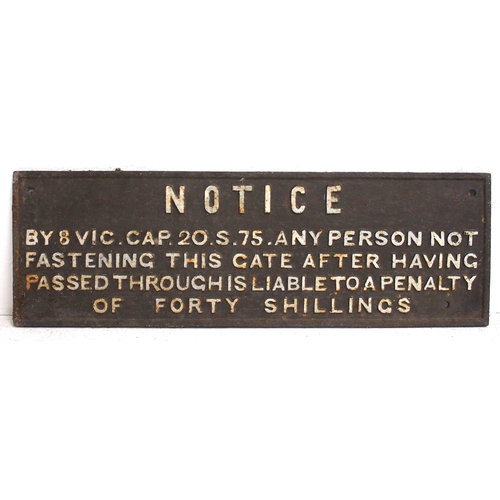 NOTICE
BY 8 VIC. CAP. 20. S. 75. ANY PERSON NOT
FASTENING THIS GATE AFTER HAVING
PASSED THROUGH IS LIABLE TO A PENALTY
OF FORTY SHILLINGS